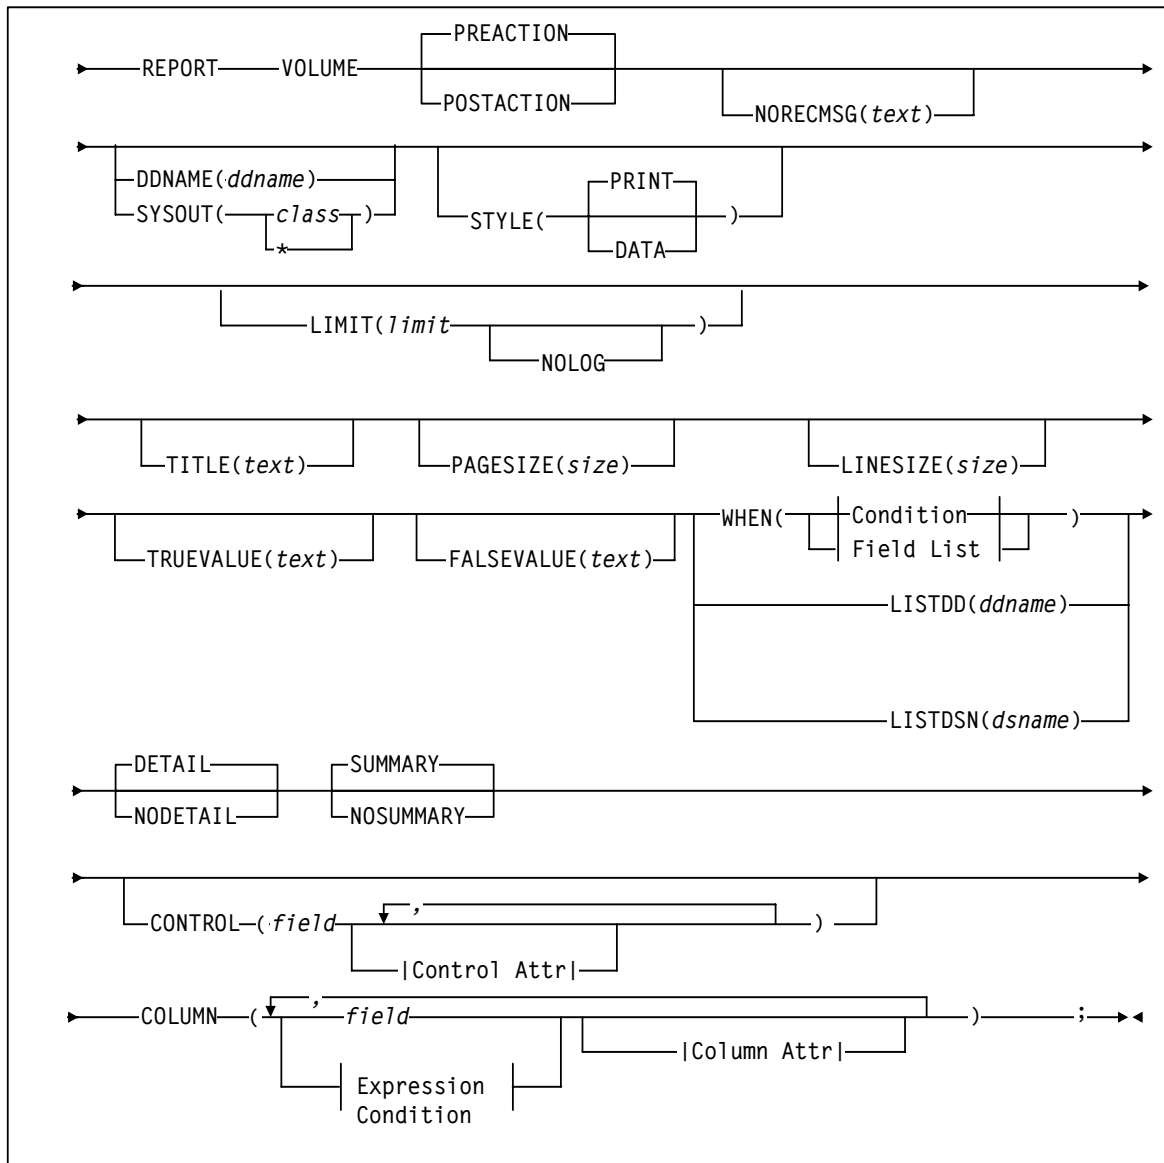 PREACTION
REPORT VOLUME
POSTACTION
NORECMSG(text)
DDNAME(ddname)
SYSOUT( class )
*
STYLE( PRINT )
DATA
LIMIT(limit )
NOLOG
TITLE(text) PAGESIZE(size) LINESIZE(size)
TRUEVALUE(text) FALSEVALUE(text)
WHEN( Condition )
Field List
LISTDD(ddname)
LISTDSN(dsname)
DETAIL SUMMARY
NODETAIL NOSUMMARY
,
CONTROL (field )
|Control Attr|
,
COLUMN ( field ) ;
|Column Attr|
Expression
Condition